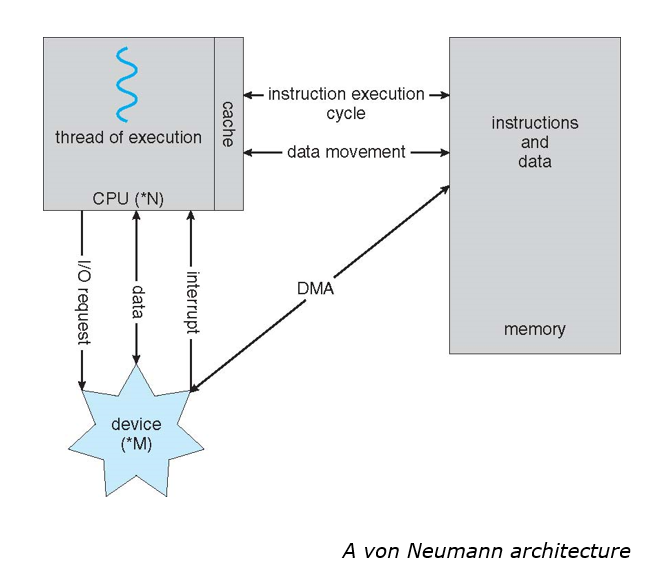 thread of execution
cache
CPU (*N)
instruction execution
cycle
data movement
instructions
and
data
memory
I/O request
data
interrupt
DMA
device
(*M)
A von Neumann architecture